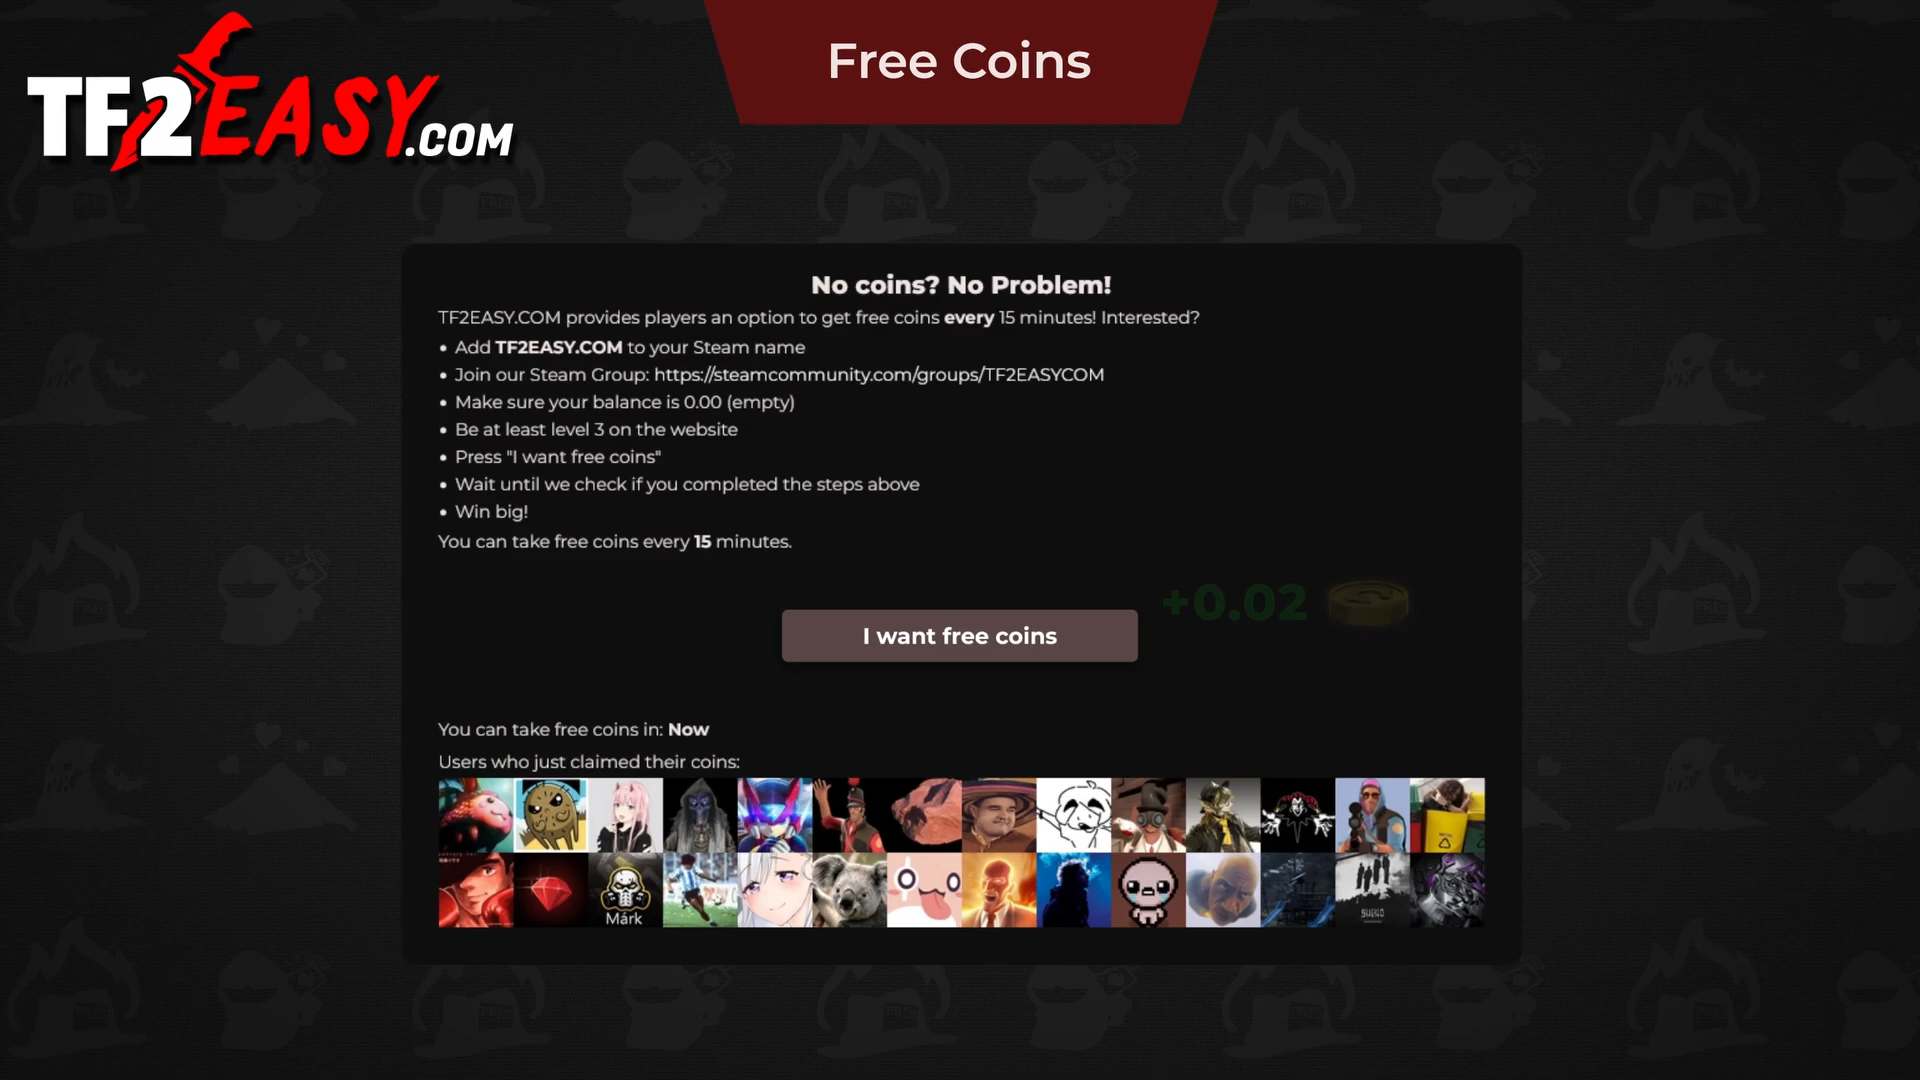 Free Coins
TF2EASY.COM
No coins? No Problem!
TF2EASY.COM provides players an option to get free coins every 15 minutes! Interested?
• Add TF2EASY.COM to your Steam name
• Join our Steam Group: https://steamcommunity.com/groups/TF2EASYCOM
• Make sure your balance is 0.00 (empty)
• Be at least level 3 on the website
• Press "I want free coins"
• Wait until we check if you completed the steps above
• Win big!
You can take free coins every 15 minutes.
+0.02
I want free coins
You can take free coins in: Now
Users who just claimed their coins:
Márk